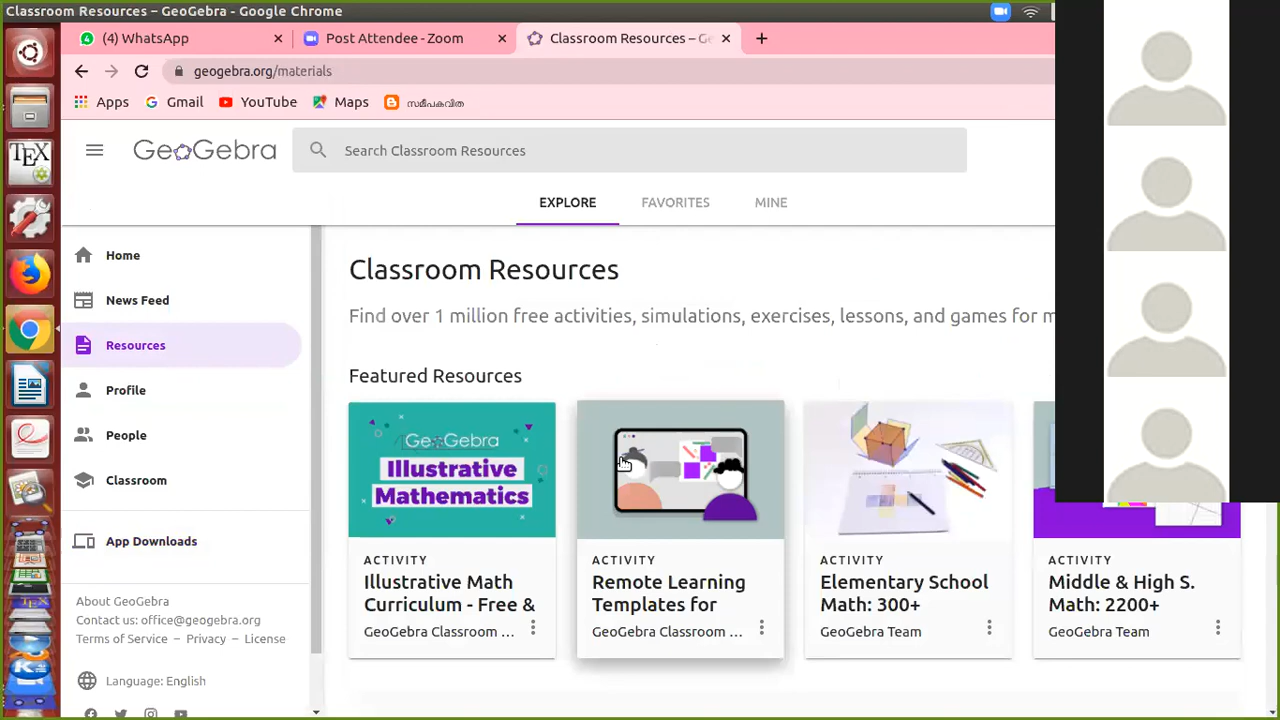 Classroom Resources – GeoGebra - Google Chrome
(4) WhatsApp
Post Attendee - Zoom
Classroom Resources – Ge
geogebra.org/materials
Apps
Gmail
YouTube
Maps
സമീപകവിത
GeoGebra
Search Classroom Resources
EXPLORE
FAVORITES
MINE
Home
News Feed
Resources
Profile
People
Classroom
App Downloads
About GeoGebra
Contact us: office@geogebra.org
Terms of Service – Privacy – License
Language: English
Classroom Resources
Find over 1 million free activities, simulations, exercises, lessons, and games for m
Featured Resources
GeoGebra
Illustrative
Mathematics
ACTIVITY
Illustrative Math
Curriculum - Free &
GeoGebra Classroom ...
ACTIVITY
Remote Learning
Templates for
GeoGebra Classroom ...
ACTIVITY
Elementary School
Math: 300+
GeoGebra Team
ACTIVITY
Middle & High S.
Math: 2200+
GeoGebra Team
TEX